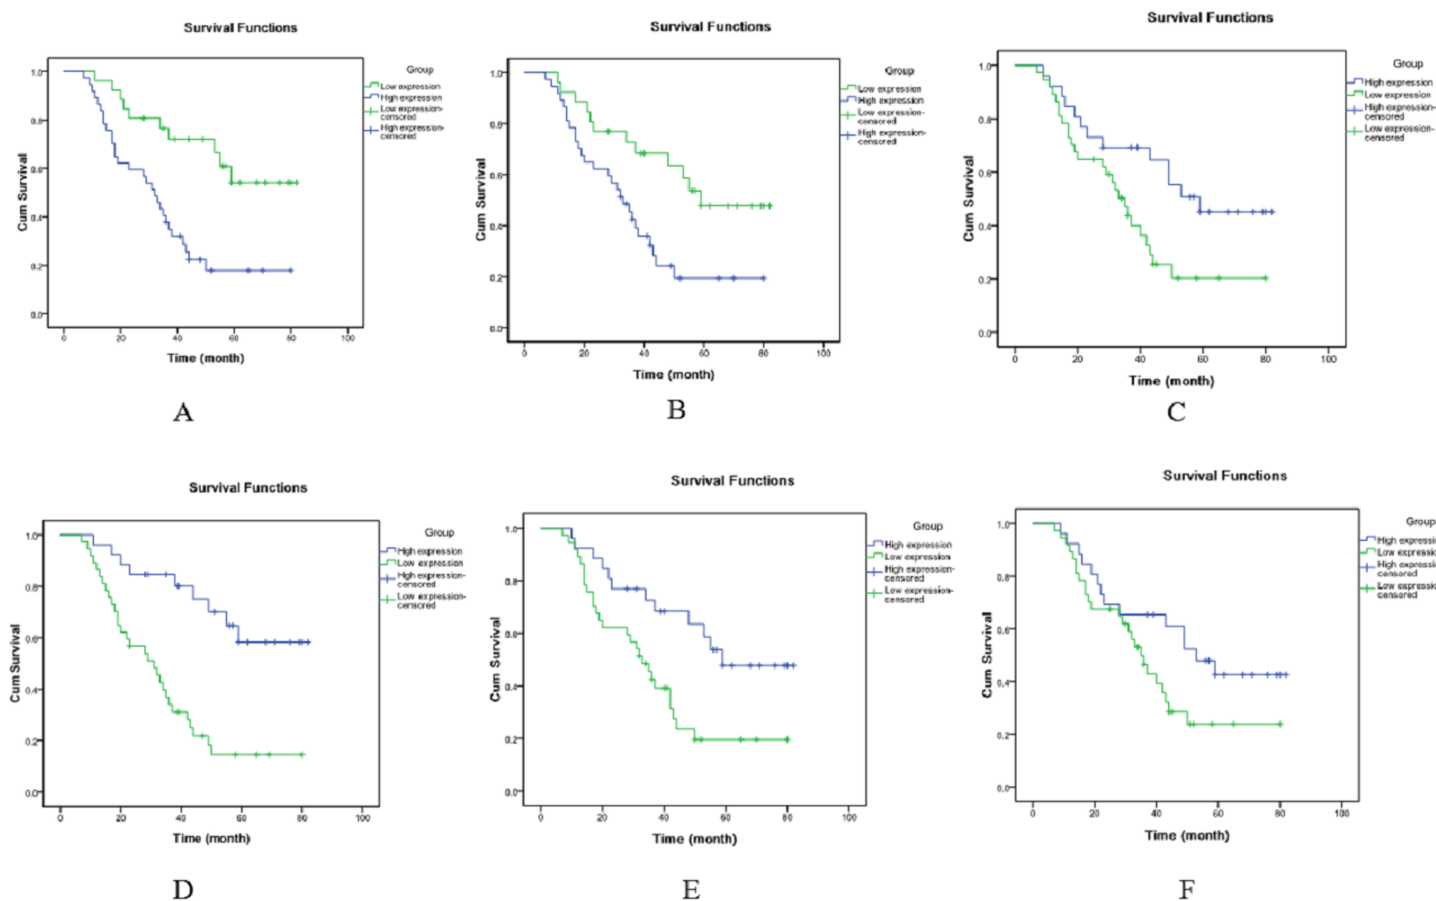 Survival Functions
Cum Survival
1.0
0.8
0.6
0.4
0.2
0.0
0
20
40
60
80
100
Time (month)
Group
Low expression
High expression
Low expression-
censored
High expression-
censored
A
Survival Functions
Cum Survival
1.0
0.8
0.6
0.4
0.2
0.0
0
20
40
60
80
100
Time (month)
Group
Low expression
High expression
Low expression-
censored
High expression-
censored
B
Survival Functions
Cum Survival
1.0
0.8
0.6
0.4
0.2
0.0
0
20
40
60
80
100
Time (month)
Group
High expression
Low expression
High expression-
censored
Low expression-
censored
C
Survival Functions
Cum Survival
1.0
0.8
0.6
0.4
0.2
0.0
0
20
40
60
80
100
Time (month)
Group
High expression
Low expression
High expression-
censored
Low expression-
censored
D
Survival Functions
Cum Survival
1.0
0.8
0.6
0.4
0.2
0.0
0
20
40
60
80
100
Time (month)
Group
High expression
Low expression
High expression-
censored
Low expression-
censored
E
Survival Functions
Cum Survival
1.0
0.8
0.6
0.4
0.2
0.0
0
20
40
60
80
100
Time (month)
Group
High expressi
Low expressi
High expressi
censored
Low expressi
censored
F